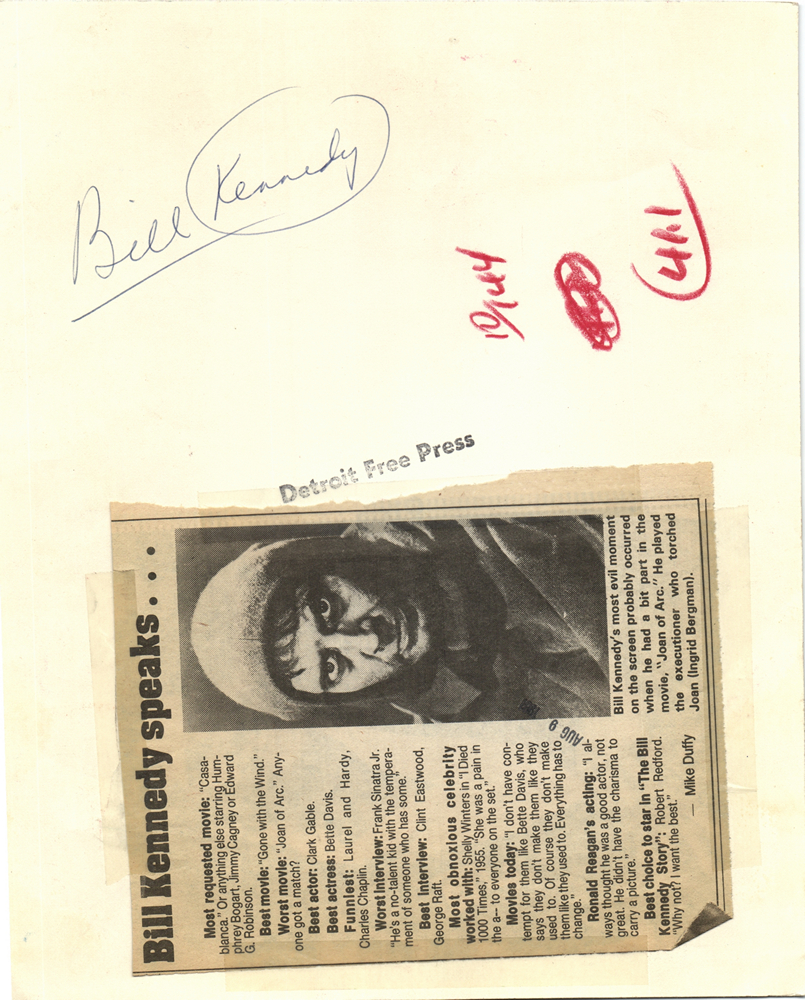 Bill Kennedy
4A1
Detroit Free Press
Bill Kennedy speaks . . .
Most requested movie: “Casa-
blanca.” Or anything else starring Hum-
phrey Bogart, Jimmy Cagney or Edward
G. Robinson.
Best movie: “Gone with the Wind.”
Worst movie: “Joan of Arc.” Any-
one got a match?
Best actor: Clark Gable.
Best actress: Bette Davis.
Funniest: Laurel and Hardy,
Charles Chaplin.
Worst interview: Frank Sinatra Jr.
“He's a no-talent kid with the tempera-
ment of someone who has some.”
Best interview: Clint Eastwood,
George Raft.
Most obnoxious celebrity
worked with: Shelly Winters in “I Died
1000 Times,” 1955. “She was a pain in
the a– to everyone on the set.”
Movies today: “I don't have con-
tempt for them like Bette Davis, who
says they don't make them like they
used to. Of course they don't make
them like they used to. Everything has to
change.”
Ronald Reagan's acting: “I al-
ways thought he was a good actor, not
great. He didn't have the charisma to
carry a picture.”
Best choice to star in “The Bill
Kennedy Story”: Robert Redford.
“Why not? I want the best.”
— Mike Duffy
AUG 9 1981
Bill Kennedy's most evil moment
on the screen probably occurred
when he had a bit part in the
movie, “Joan of Arc.” He played
the executioner who torched
Joan (Ingrid Bergman).